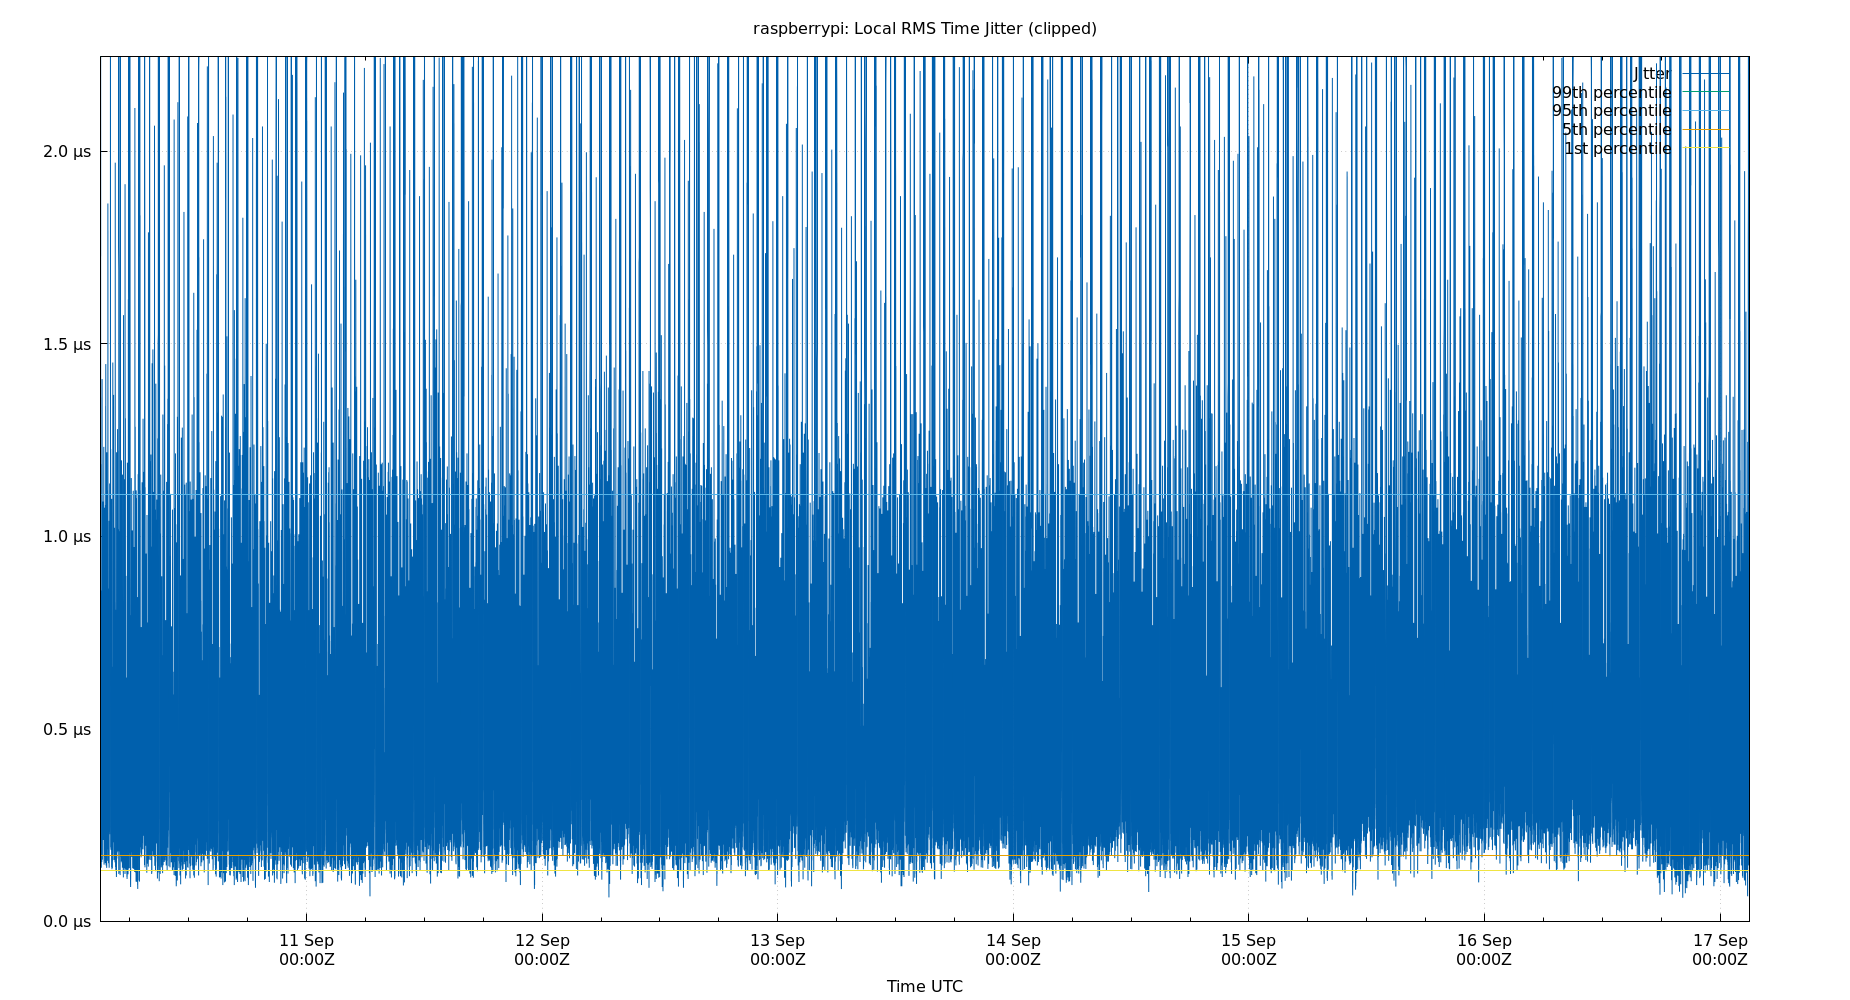 raspberrypi: Local RMS Time Jitter (clipped)
Jitter
99th percentile
95th percentile
5th percentile
1st percentile
2.0 µs
1.5 µs
1.0 µs
0.5 µs
0.0 µs
11 Sep 12 Sep 13 Sep 14 Sep 15 Sep 16 Sep 17 Sep
00:00Z 00:00Z 00:00Z 00:00Z 00:00Z 00:00Z 00:00Z
Time UTC